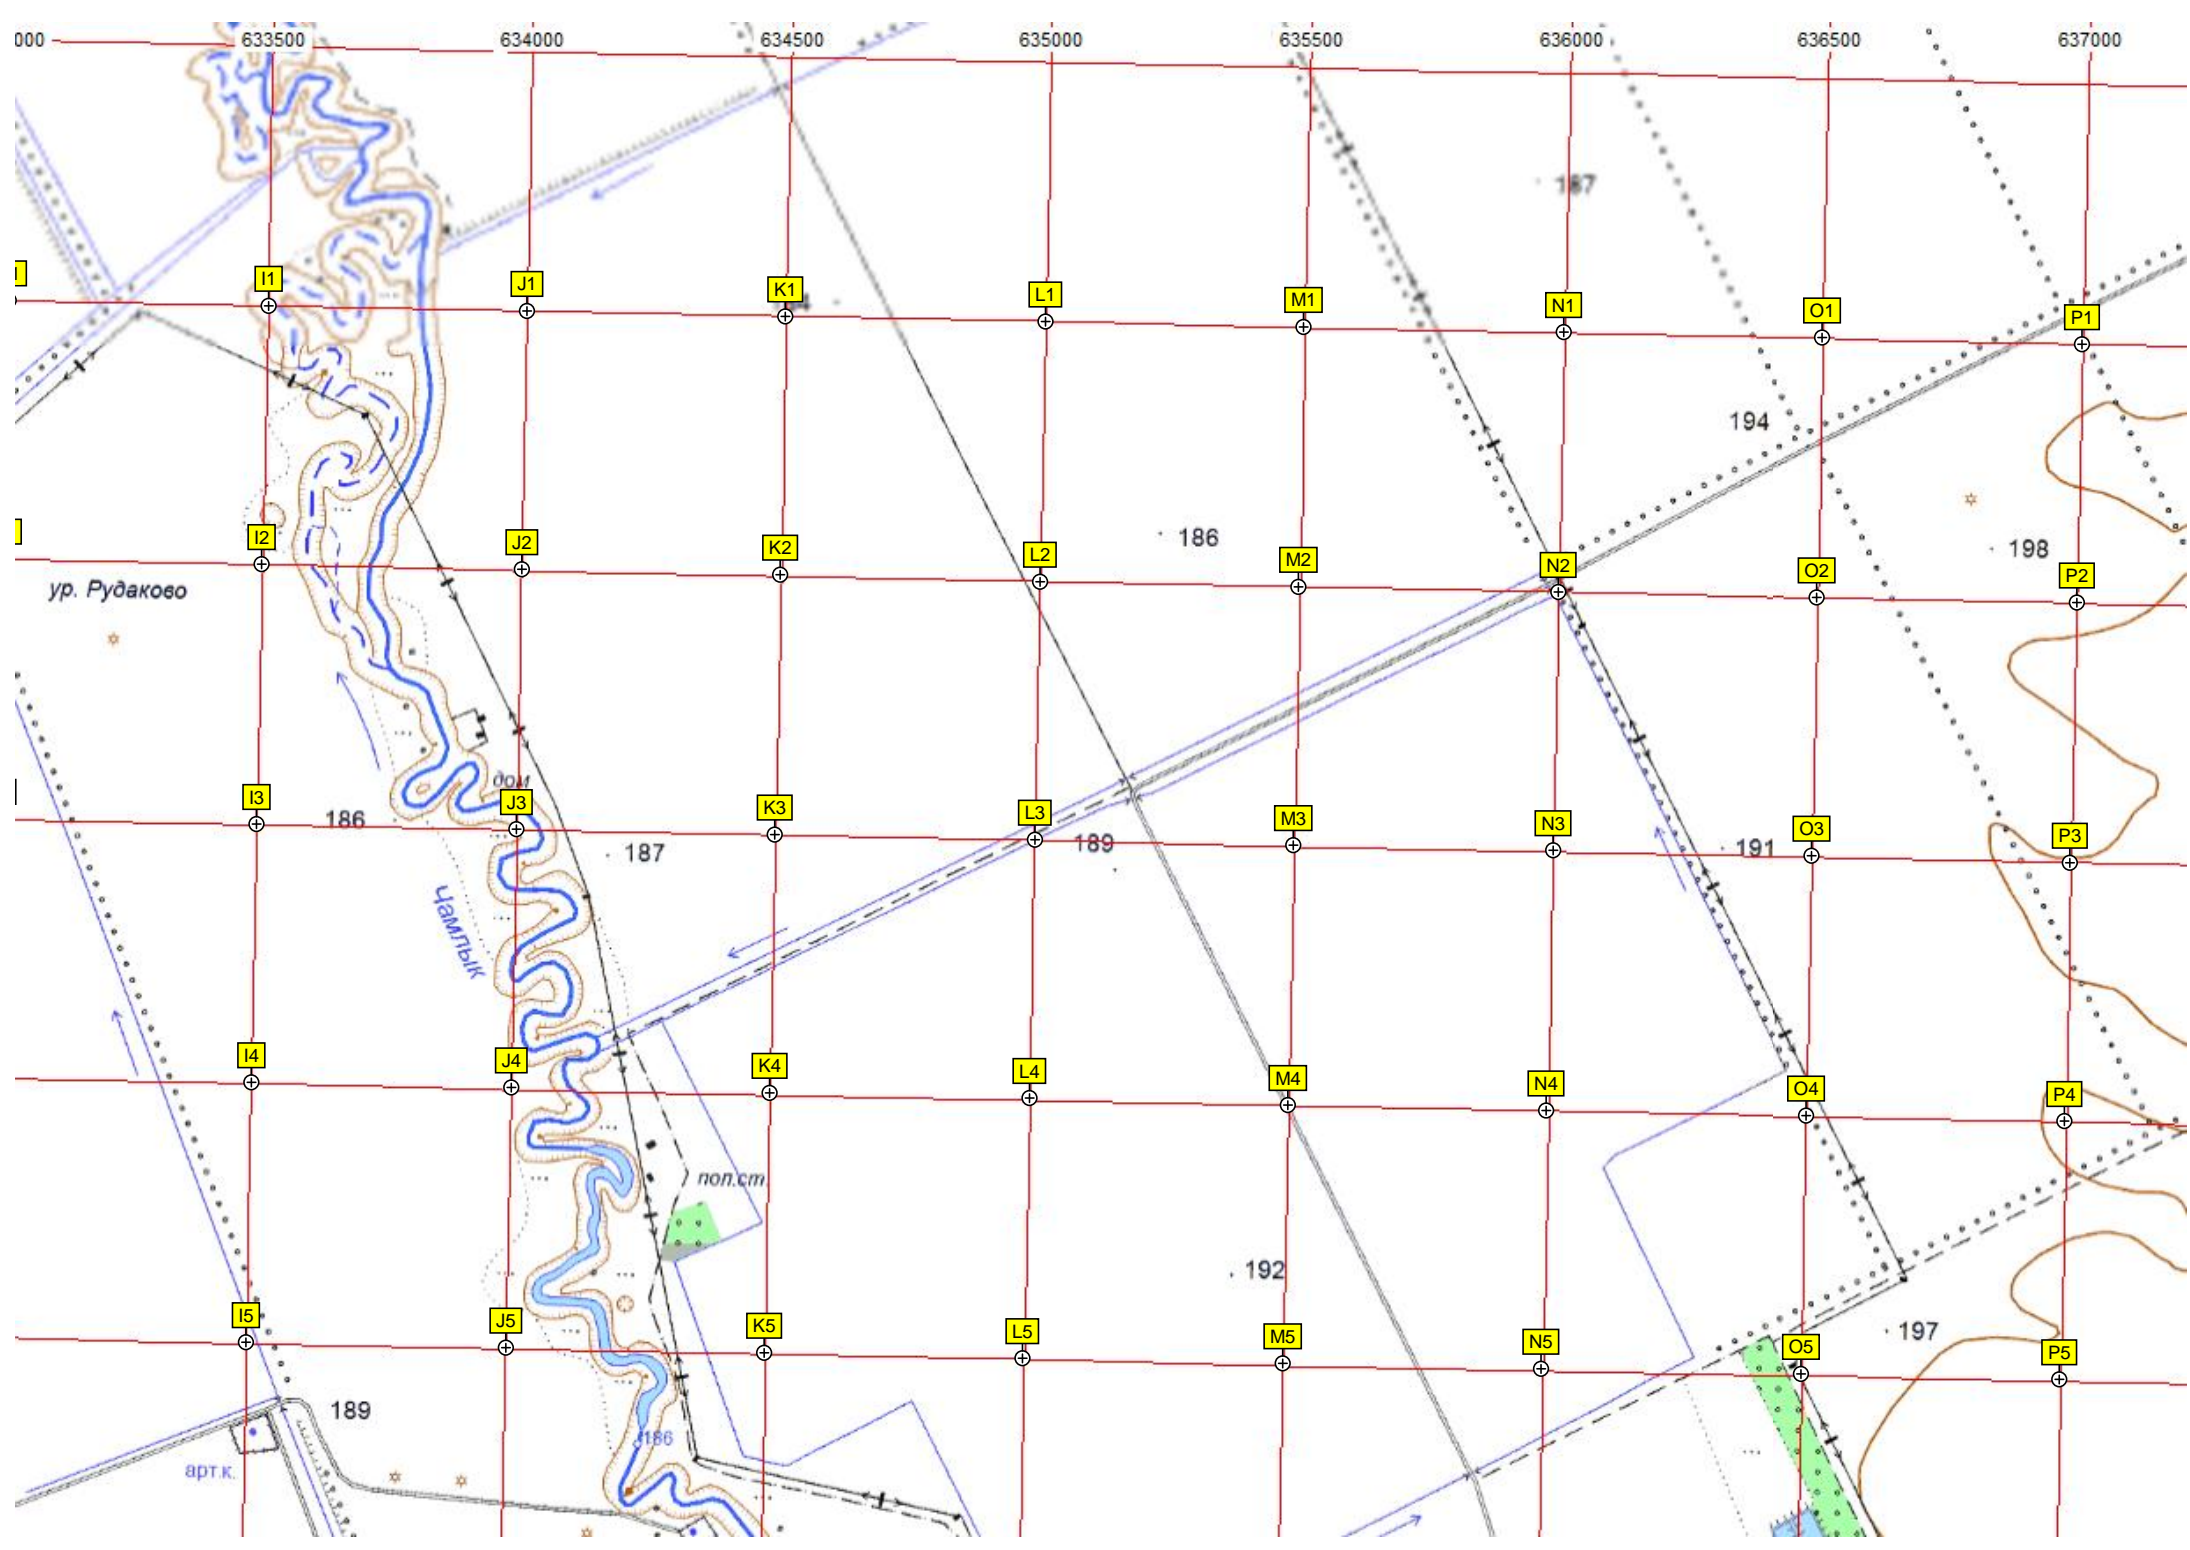 000 633500 634000 634500 635000 635500 636000 636500 637000
187
I1 J1 K1 L1 M1 N1 O1 P1
194
186 198
I2 J2 K2 L2 M2 N2 O2 P2
ур. Рудаково
дом
I3 J3 K3 L3 M3 N3 O3 P3
186 187 189 191
Чамлык
I4 J4 K4 L4 M4 N4 O4 P4
пол.ст.
192
I5 J5 K5 L5 M5 N5 O5 P5
197
189
186
арт.к.